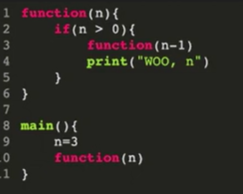 1 function(n){
2 if(n > 0){
3 function(n-1)
4 print("WOO, n")
5 }
6 }
7
8 main(){
9 n=3
10 function(n)
11 }